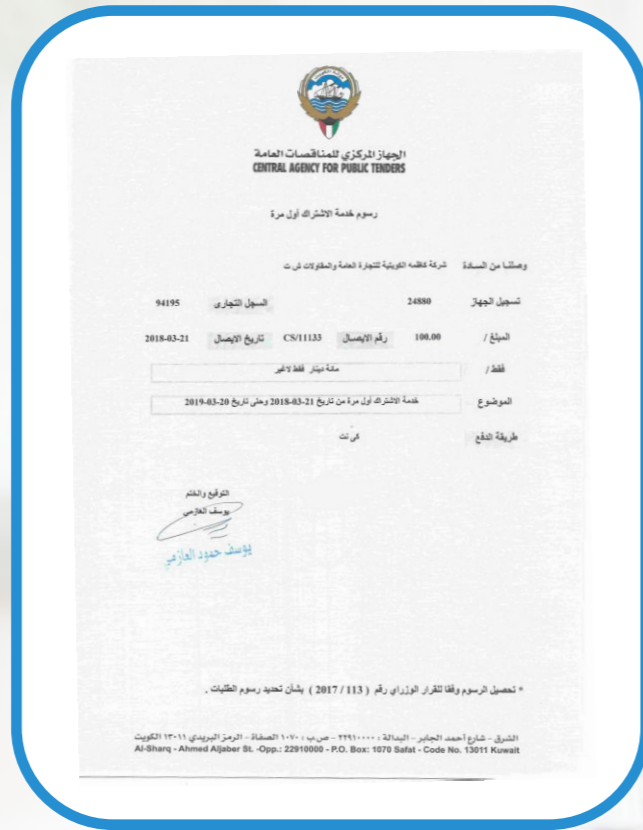 الجهاز المركزي للمناقصات العامة
CENTRAL AGENCY FOR PUBLIC TENDERS
رسوم خدمة الاشتراك أول مرة
وصلنا من السادة شركة كاظمه الكويتية للتجارة العامة والمقاولات ش ت
تسجيل الجهاز 24880 السجل التجارى 94195
المبلغ / 100.00 رقم الايصال CS/11133 تاريخ الايصال 2018-03-21
فقط / مائة دينار فقط لاغير
الموضوع خدمة الاشتراك أول مرة من تاريخ 21-03-2018 وحتى تاريخ 20-03-2019
طريقة الدفع كي نت
التوقيع والختم
يوسف العازمي
يوسف حمود العازمي
* تحصيل الرسوم وفقا للقرار الوزراي رقم ( 113 / 2017 ) بشأن تحديد رسوم الطلبات .
الشرق - شارع أحمد الجابر - البدالة : ٢٢٩١٠٠٠٠ - ص.ب : ١٠٧٠ الصفاة - الرمز البريدي ١٣٠١١ الكويت
Al-Sharq - Ahmed Aljaber St. -Opp.: 22910000 - P.O. Box: 1070 Safat - Code No. 13011 Kuwait